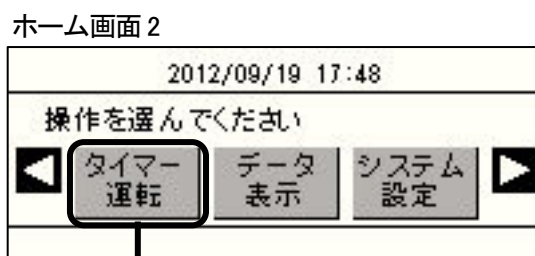 ホーム画面2
2012/09/19 17:48
操作を選んでください
タイマー
運転
データ
表示
システム
設定